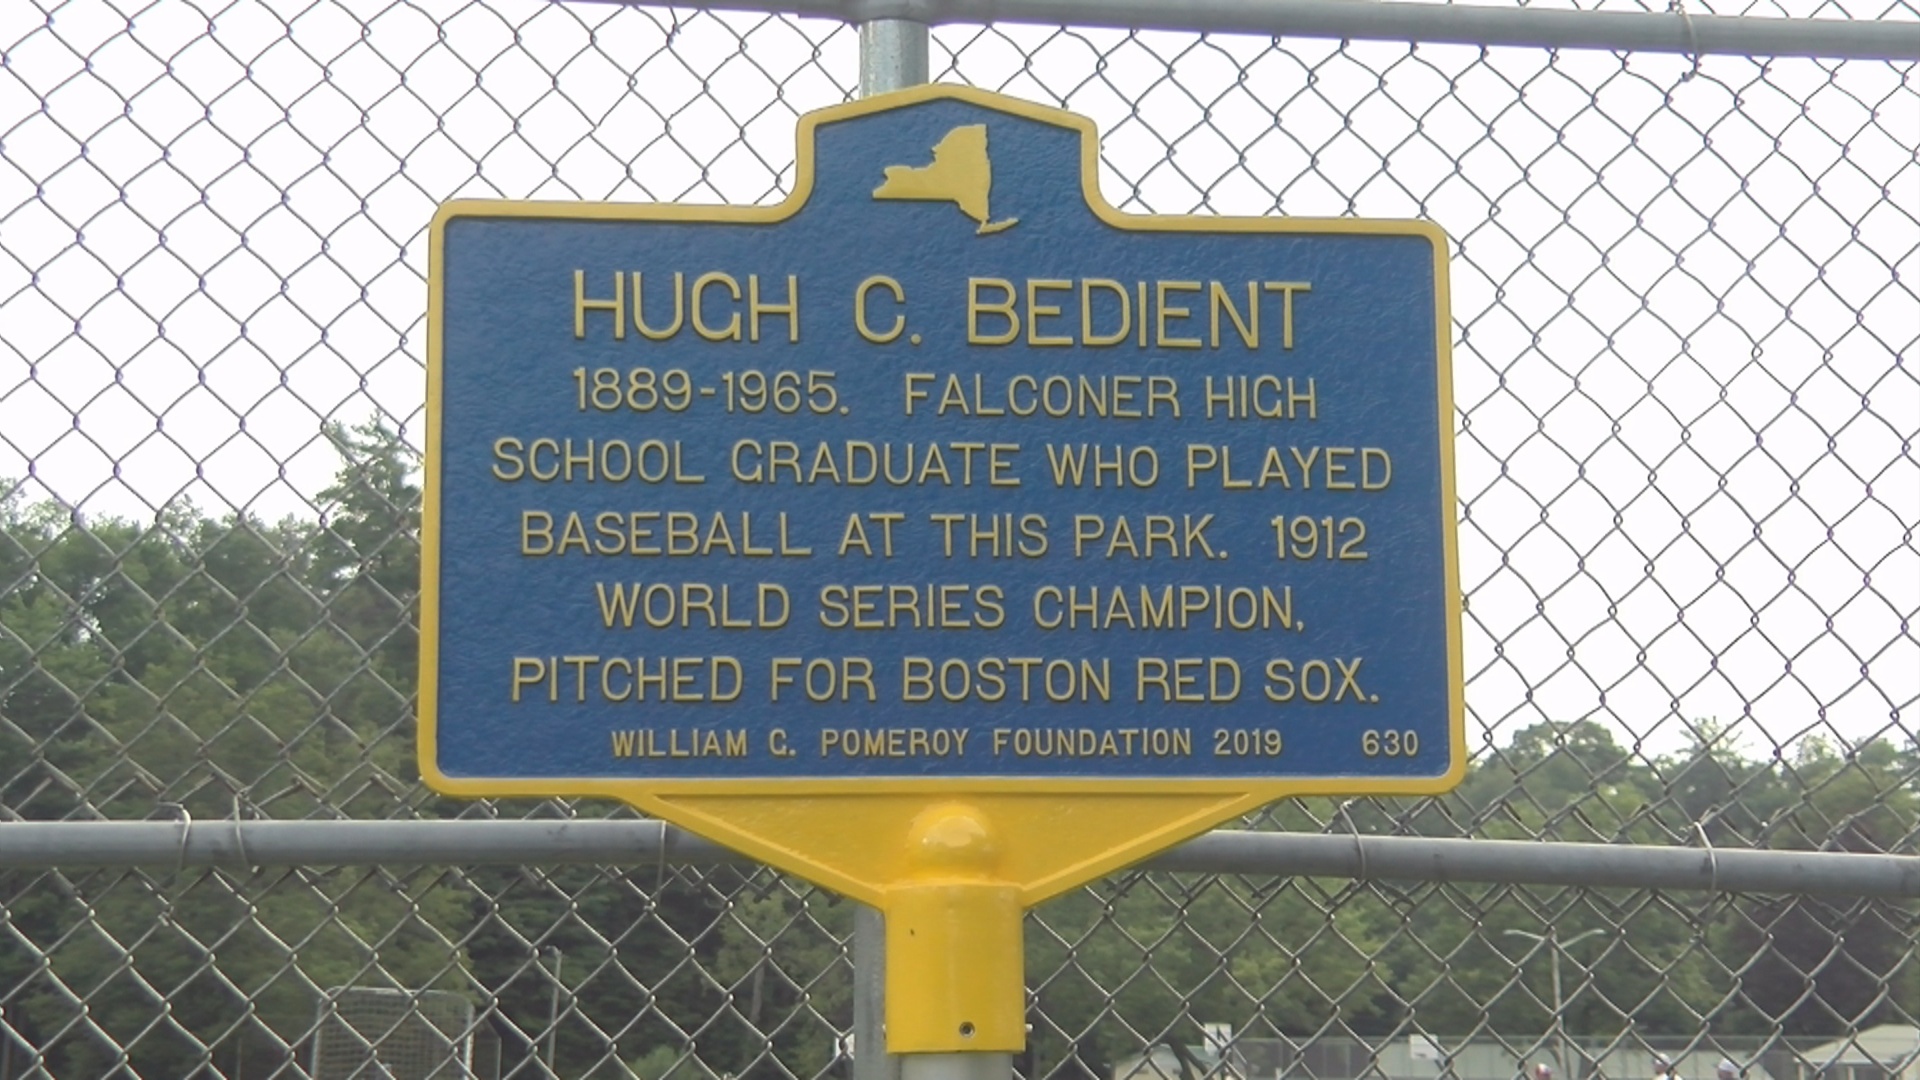 HUGH C. BEDIENT
1889-1965. FALCONER HIGH
SCHOOL GRADUATE WHO PLAYED
BASEBALL AT THIS PARK. 1912
WORLD SERIES CHAMPION,
PITCHED FOR BOSTON RED SOX.
WILLIAM G. POMEROY FOUNDATION 2019 630